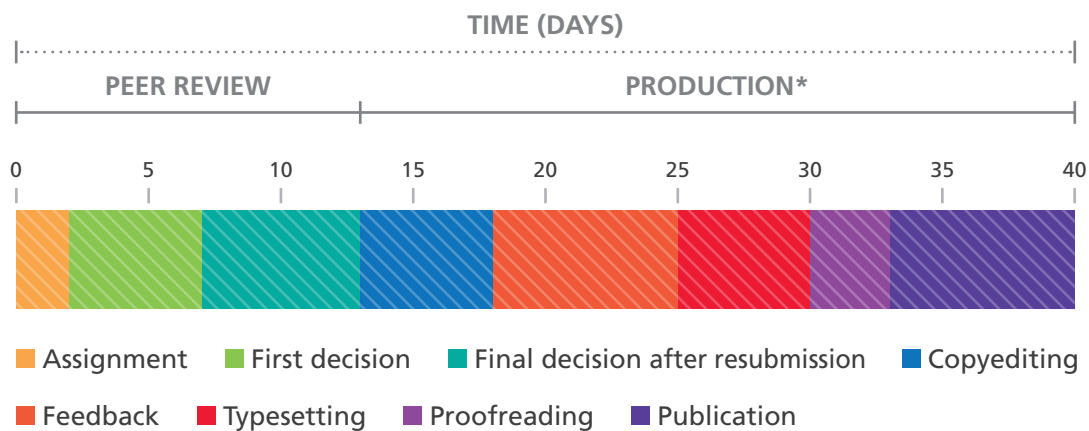 TIME (DAYS)
PEER REVIEW PRODUCTION*
0 5 10 15 20 25 30 35 40
Assignment First decision Final decision after resubmission Copyediting
Feedback Typesetting Proofreading Publication